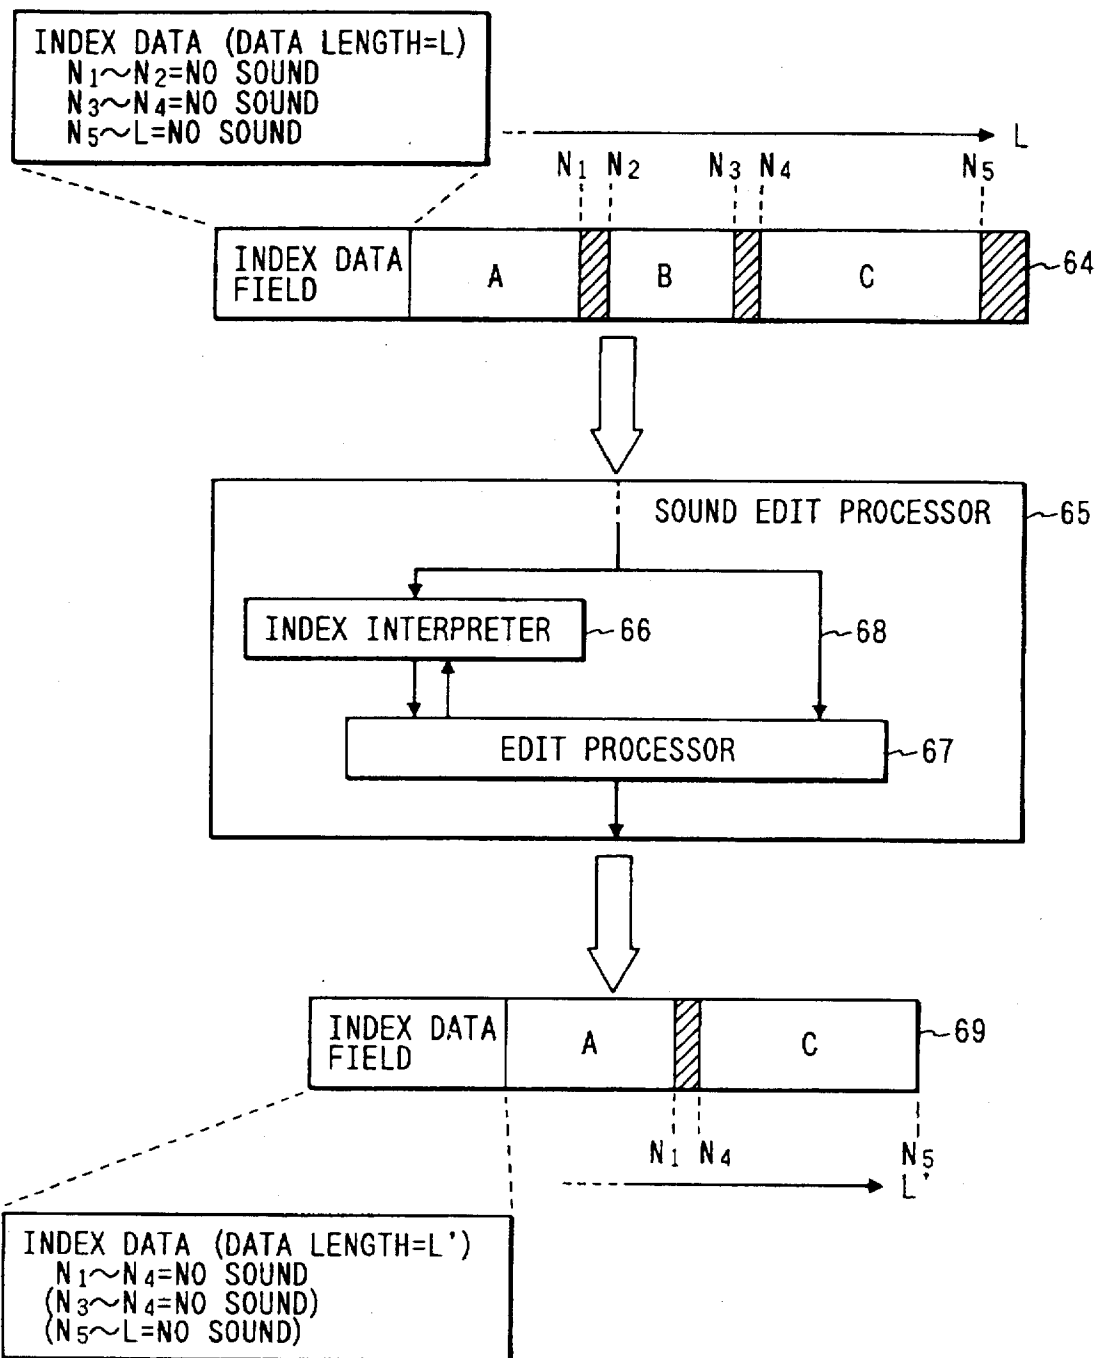 INDEX DATA (DATA LENGTH=L)
N₁~N₂=NO SOUND
N₃~N₄=NO SOUND
N₅~L=NO SOUND
L
N₁ N₂ N₃ N₄ N₅
INDEX DATA
FIELD
A
B
C
64
SOUND EDIT PROCESSOR
65
INDEX INTERPRETER
66
68
EDIT PROCESSOR
67
INDEX DATA
FIELD
A
C
69
N₁ N₄ N₅
L'
INDEX DATA (DATA LENGTH=L')
N₁~N₄=NO SOUND
(N₃~N₄=NO SOUND)
(N₅~L=NO SOUND)